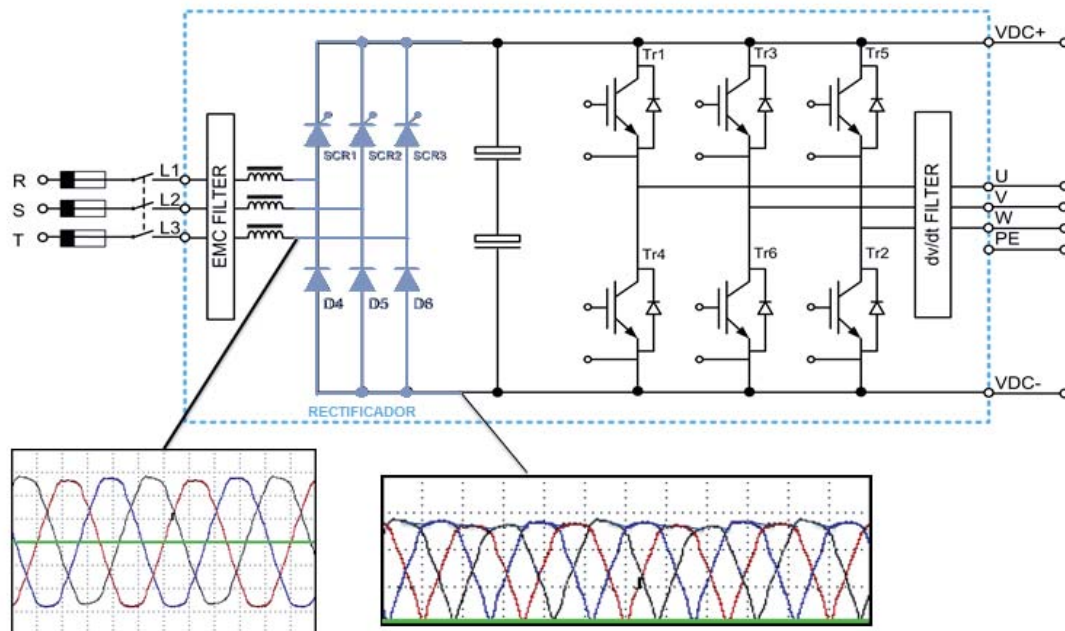 VDC+
Tr1
Tr3
Tr5
SCR1
SCR2
SCR3
R
L1
S
L2
T
L3
EMC FILTER
dv/dt FILTER
U
V
W
PE
Tr4
Tr6
Tr2
D4
D5
D6
VDC-
RECTIFICADOR